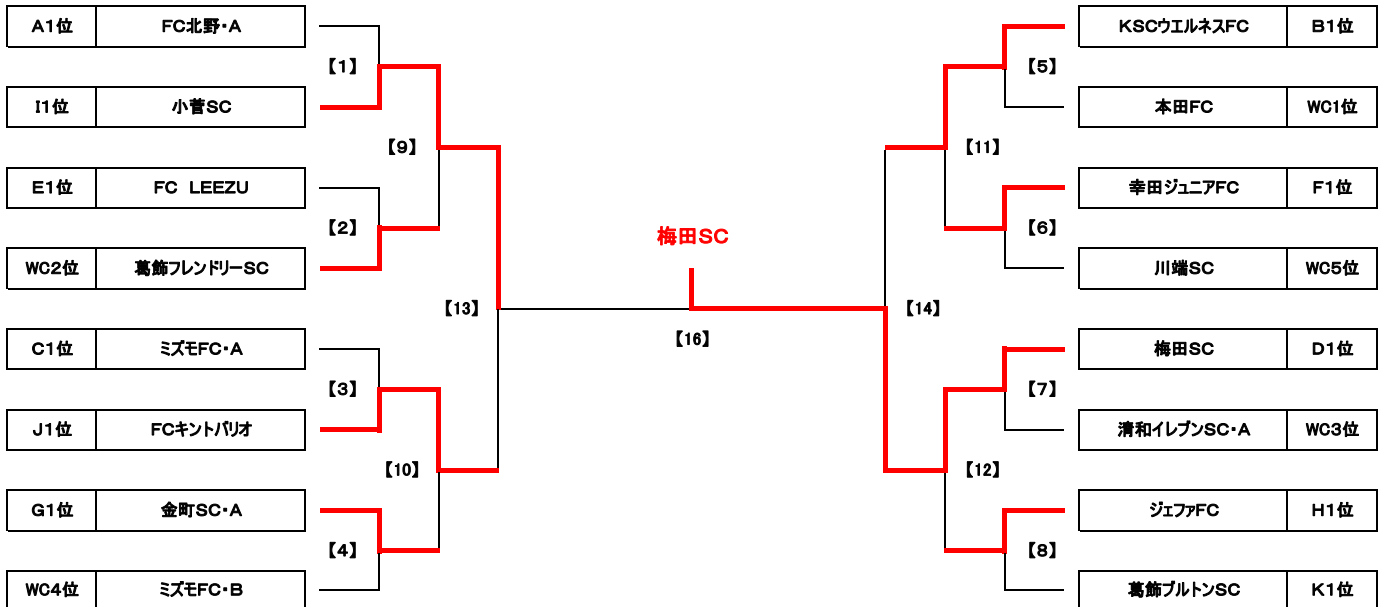 A1位 FC北野・A
【1】
I1位 小菅SC
【9】
E1位 FC LEEZU
【2】
WC2位 葛飾フレンドリーSC
【13】
C1位 ミズモFC・A
【3】
J1位 FCキントバリオ
【10】
G1位 金町SC・A
【4】
WC4位 ミズモFC・B
梅田SC
【16】
KSCウエルネスFC B1位
【5】
本田FC WC1位
【11】
幸田ジュニアFC F1位
【6】
川端SC WC5位
【14】
梅田SC D1位
【7】
清和イレブンSC・A WC3位
【12】
ジェファFC H1位
【8】
葛飾ブルトンSC K1位